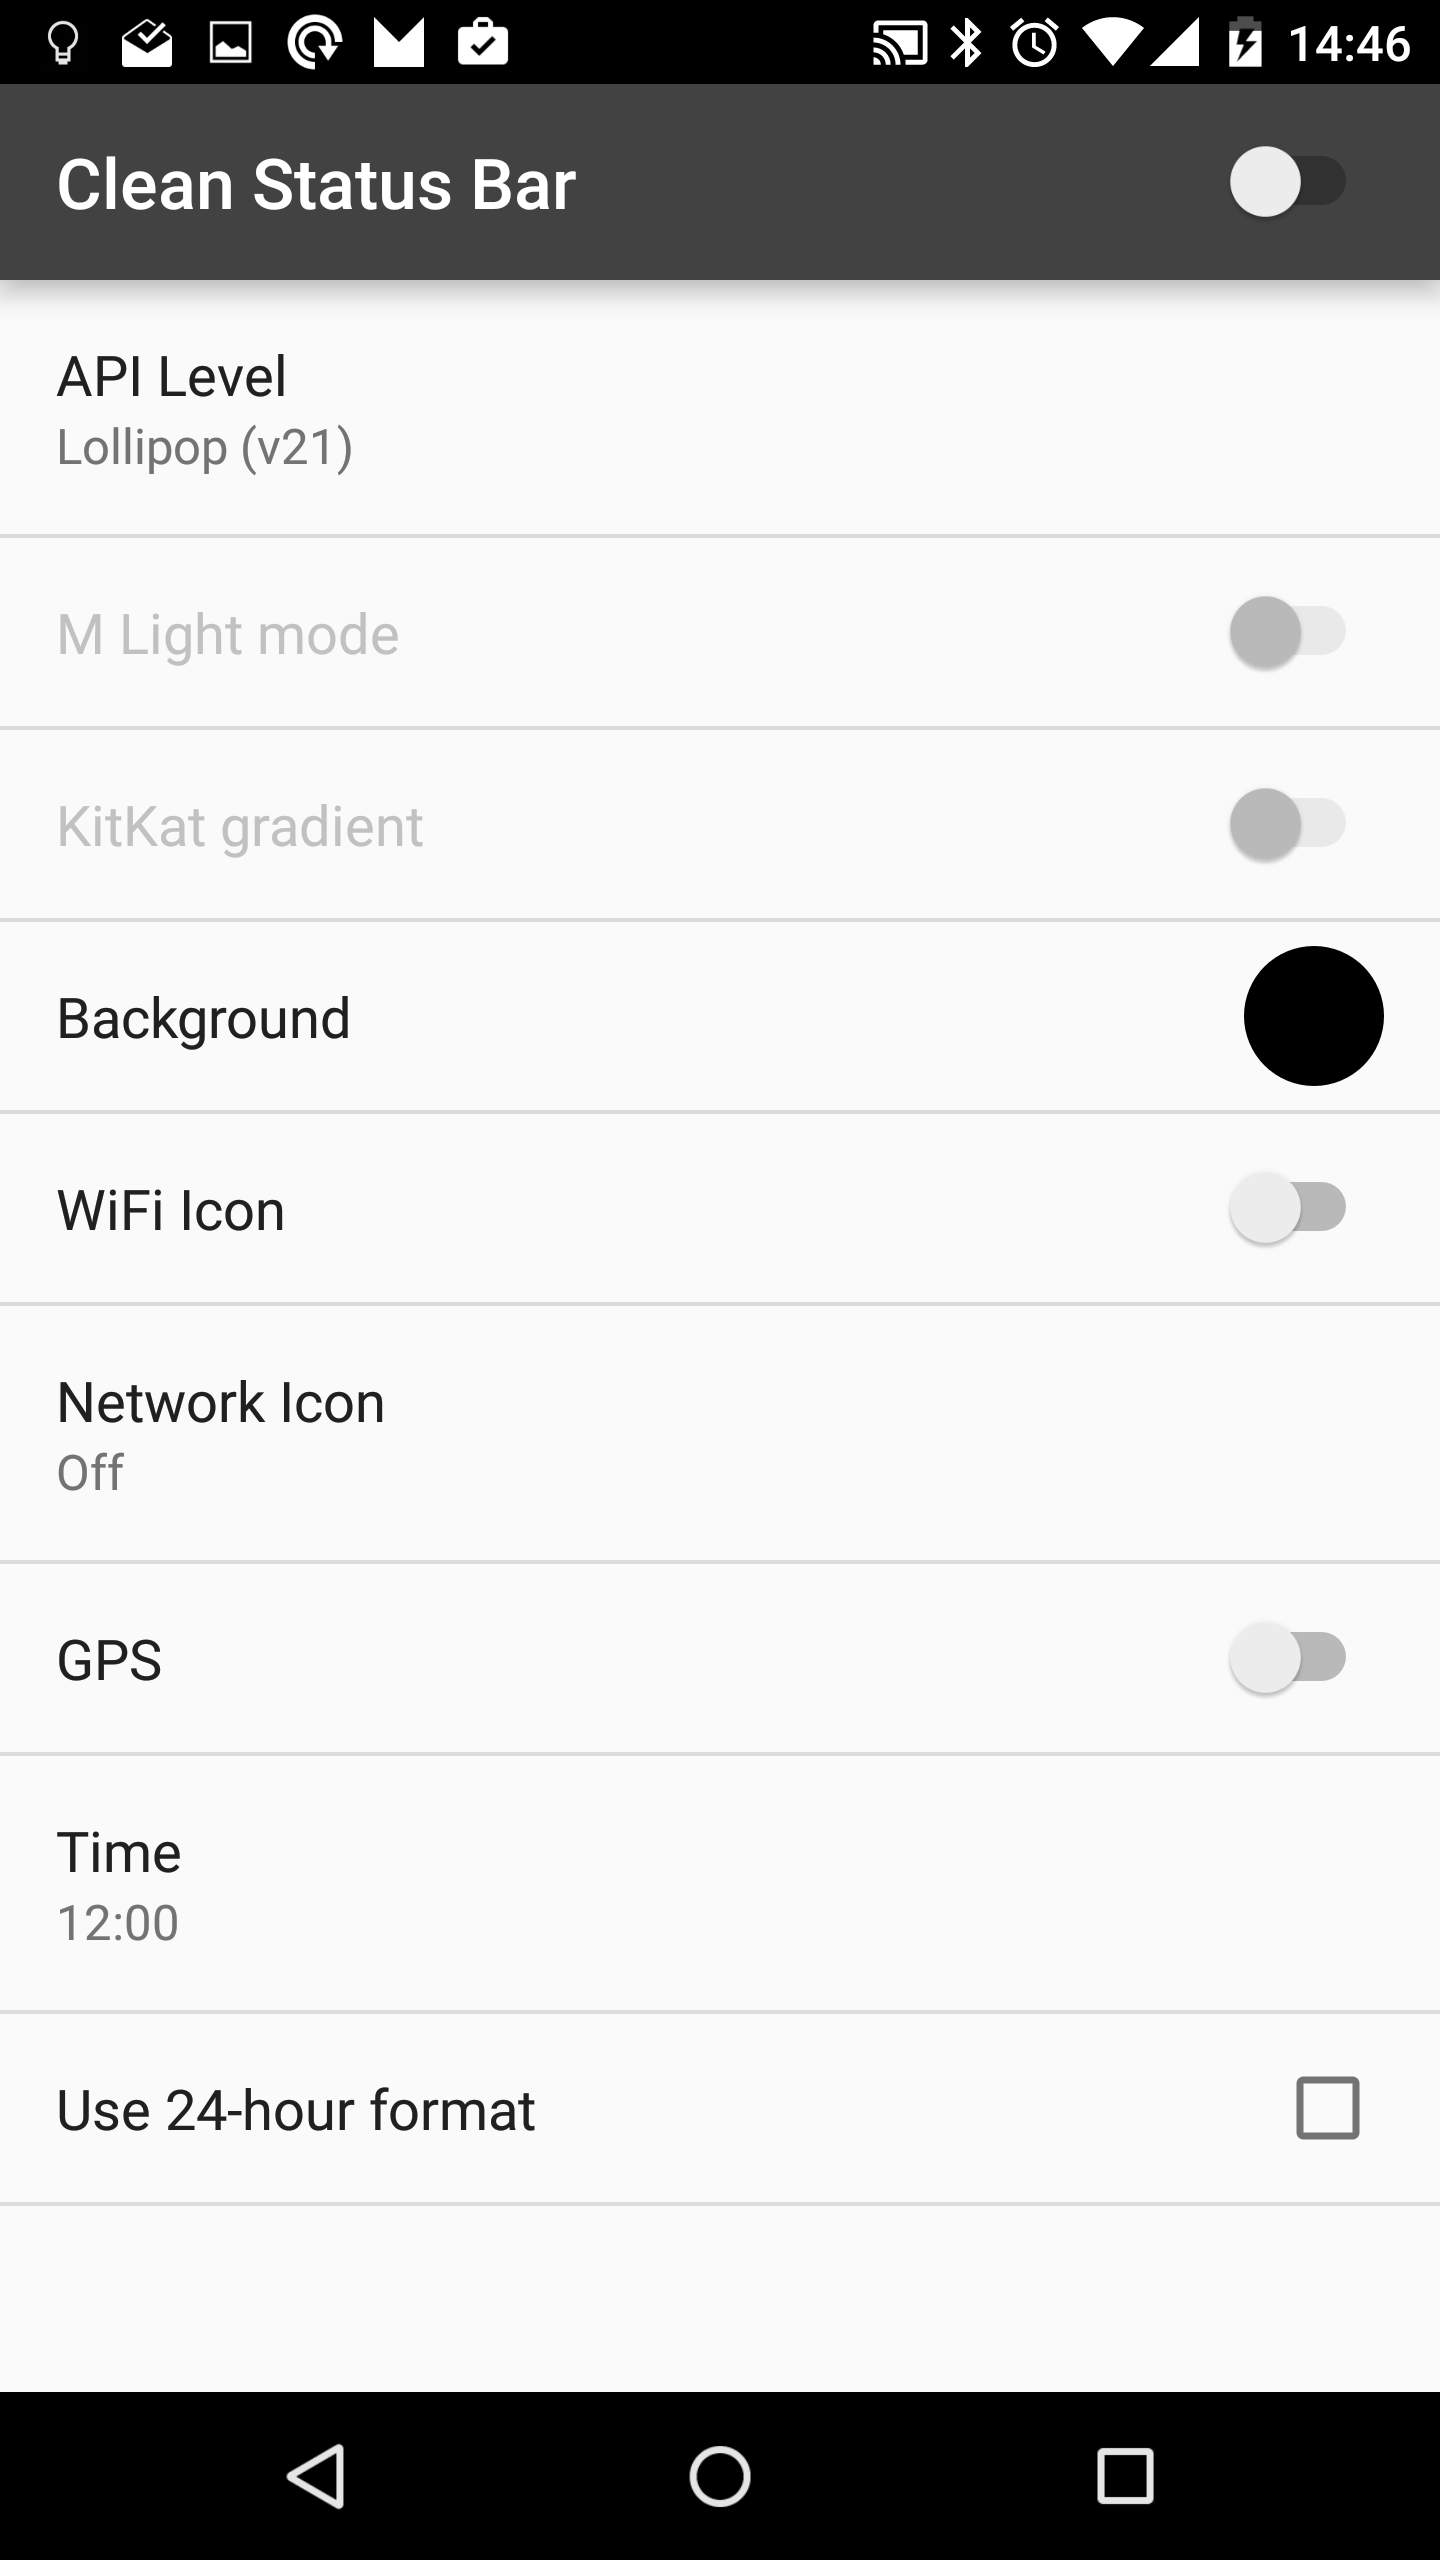 14:46
Clean Status Bar
API Level
Lollipop (v21)
M Light mode
KitKat gradient
Background
WiFi Icon
Network Icon
Off
GPS
Time
12:00
Use 24-hour format